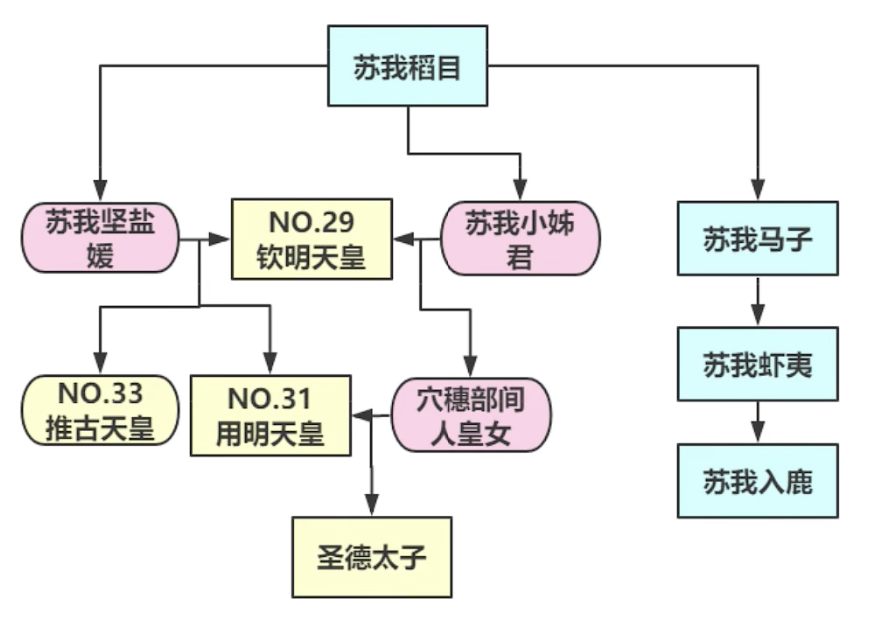 苏我稻目
苏我坚盐
媛
NO.29
钦明天皇
苏我小姊
君
苏我马子
NO.33
推古天皇
NO.31
用明天皇
穴穗部间
人皇女
苏我虾夷
苏我入鹿
圣德太子